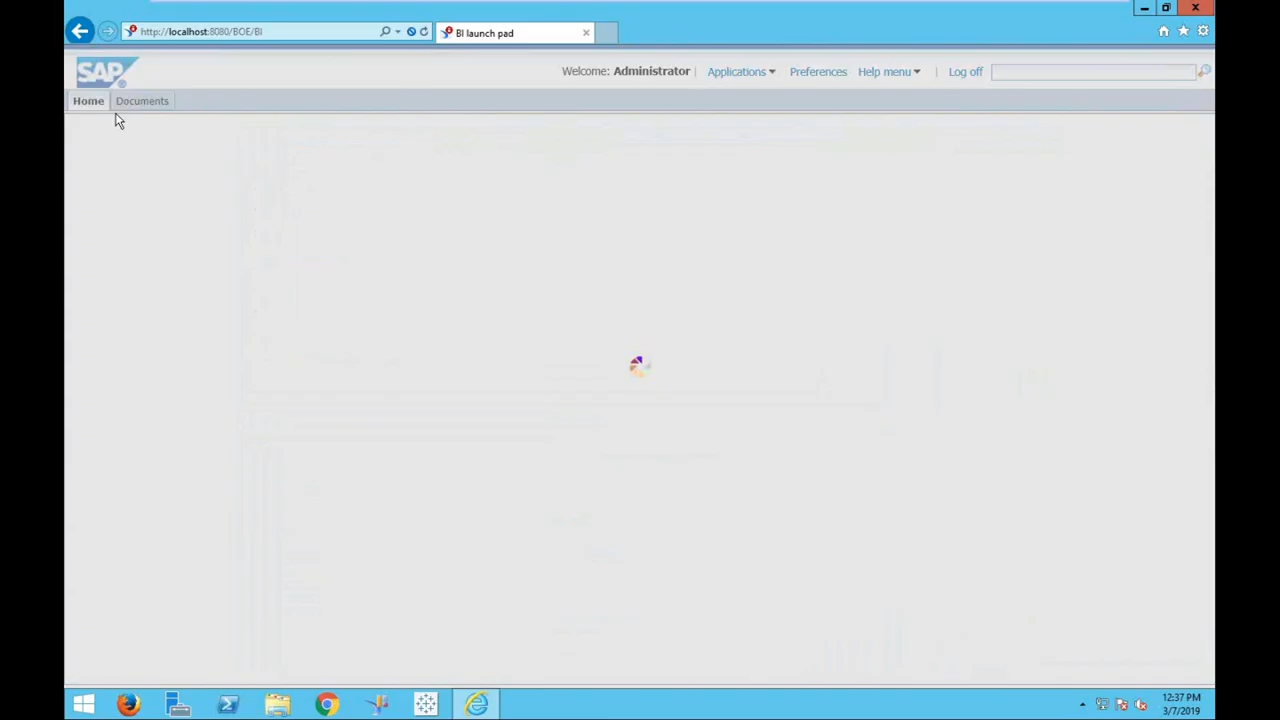 http://localhost:8080/BOE/BI
BI launch pad
SAP
Welcome: Administrator
Applications
Preferences
Help menu
Log off
Home
Documents
12:37 PM
3/7/2019